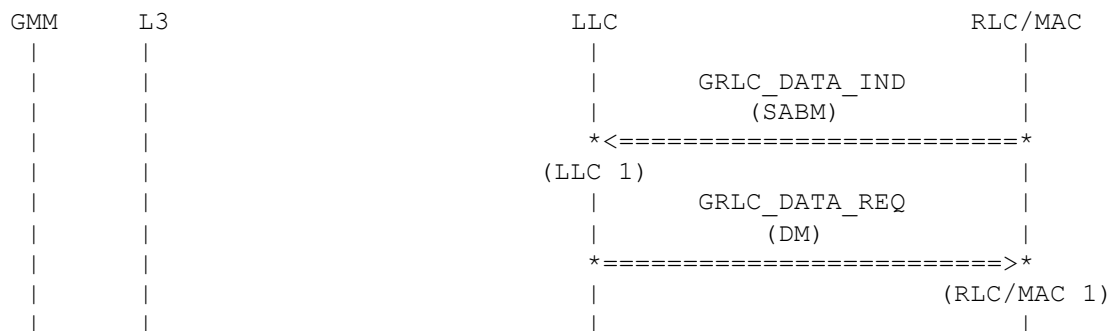 GMM L3 LLC RLC/MAC
GRLC_DATA_IND
(SABM)
*<=========================*
(LLC 1)
GRLC_DATA_REQ
(DM)
*=========================>*
(RLC/MAC 1)